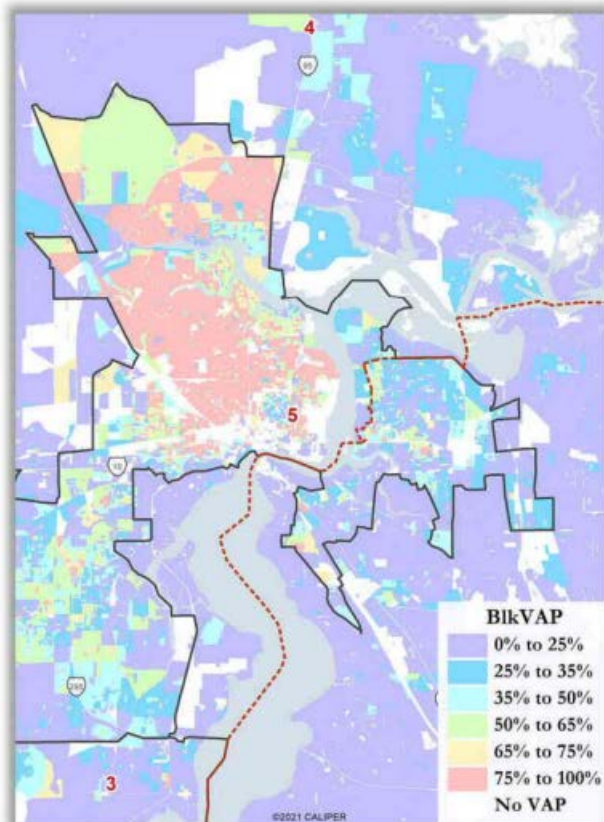 4
95
5
10
295
3
BlkVAP
0% to 25%
25% to 35%
35% to 50%
50% to 65%
65% to 75%
75% to 100%
No VAP
©2021 CALIPER